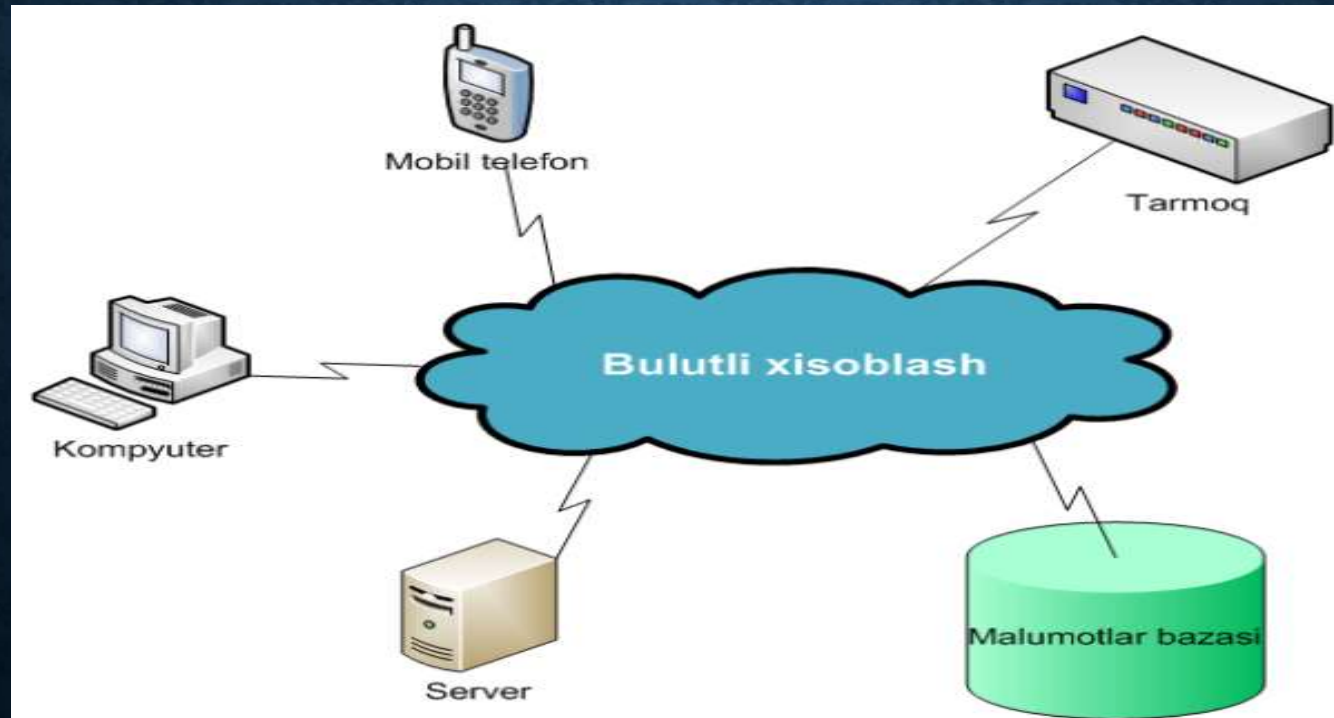 Mobil telefon
Tarmoq
Bulutli xisoblash
Kompyuter
Malumotlar bazasi
Server